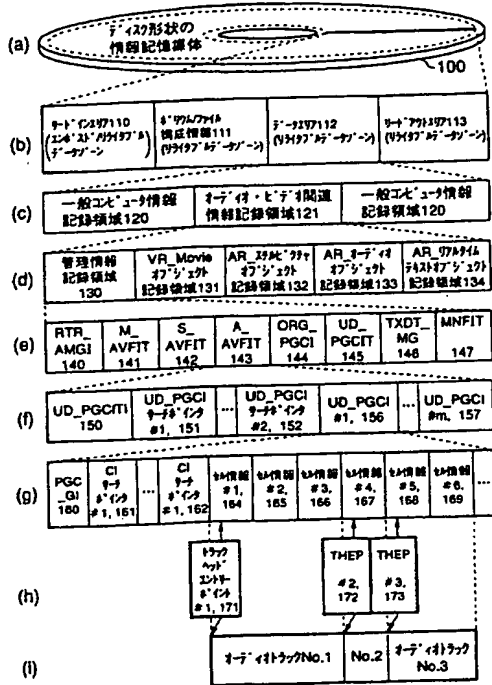 (a)
ディスク形状の
情報記憶媒体
100
(b)
リードインエリア110
(エンボスド/リライタブル
データゾーン)
ボリウム/ファイル
構成情報111
(リライタブルデータゾーン)
データエリア112
(リライタブルデータゾーン)
リードアウトエリア113
(リライタブルデータゾーン)
(c)
一般コンピュータ情報
記録領域120
オーディオ・ビデオ関連
情報記録領域121
一般コンピュータ情報
記録領域120
(d)
管理情報
記録領域
130
VR_Movie
オブジェクト
記録領域131
AR_スチルピクチャ
オブジェクト
記録領域132
AR_オーディオ
オブジェクト
記録領域133
AR_リアルタイム
テキストオブジェクト
記録領域134
(e)
RTR_
AMGI
140
M_
AVFIT
141
S_
AVFIT
142
A_
AVFIT
143
ORG_
PGCI
144
UD_
PGCIT
145
TXDT_
MG
146
MNFIT
147
(f)
UD_PGCITI
150
UD_PGCI
サーチポインタ
#1, 151
…
UD_PGCI
サーチポインタ
#2, 152
UD_PGCI
#1, 156
…
UD_PGCI
#m, 157
(g)
PGC
_GI
160
CI
サーチ
ポインタ
#1, 161
…
CI
サーチ
ポインタ
#1, 162
セル情報
#1,
164
セル情報
#2,
165
セル情報
#3,
166
セル情報
#4,
167
セル情報
#5,
168
セル情報
#6,
169
…
(h)
トラック
ヘッド
エントリー
ポイント
#1, 171
THEP
#2,
172
THEP
#3,
173
(i)
オーディオトラックNo.1
No.2
オーディオトラック
No.3